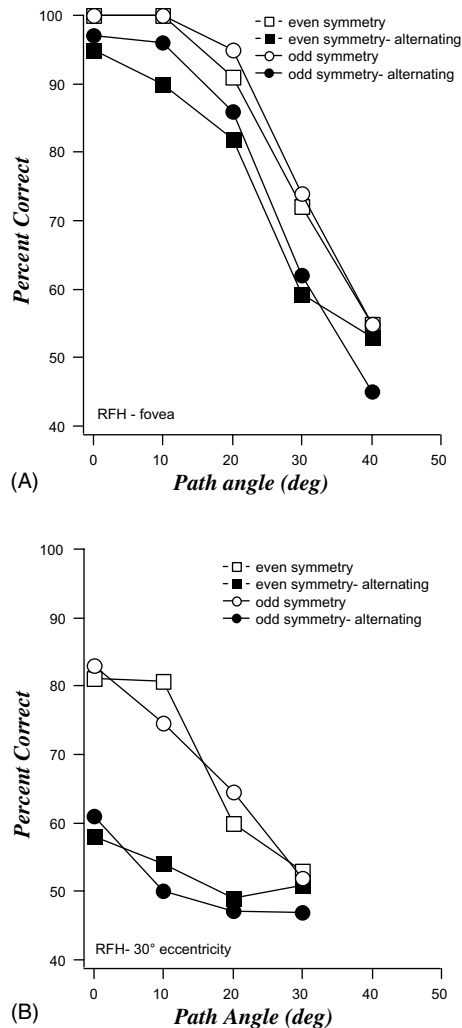 100
90
80
70
60
50
40
Percent Correct
even symmetry
even symmetry- alternating
odd symmetry
odd symmetry- alternating
RFH - fovea
0 10 20 30 40 50
(A)
Path angle (deg)
100
90
80
70
60
50
40
Percent Correct
even symmetry
even symmetry- alternating
odd symmetry
odd symmetry- alternating
RFH- 30° eccentricity
0 10 20 30 40 50
(B)
Path Angle (deg)